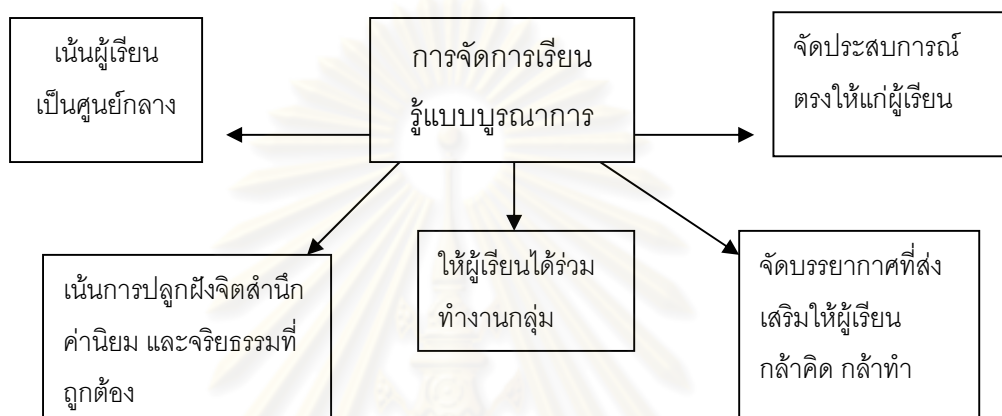 เน้นผู้เรียน
เป็นศูนย์กลาง
การจัดการเรียน
รู้แบบบูรณาการ
จัดประสบการณ์
ตรงให้แก่ผู้เรียน
เน้นการปลูกฝังจิตสำนึก
ค่านิยม และจริยธรรมที่
ถูกต้อง
ให้ผู้เรียนได้ร่วม
ทำงานกลุ่ม
จัดบรรยากาศที่ส่ง
เสริมให้ผู้เรียน
กล้าคิด กล้าทำ